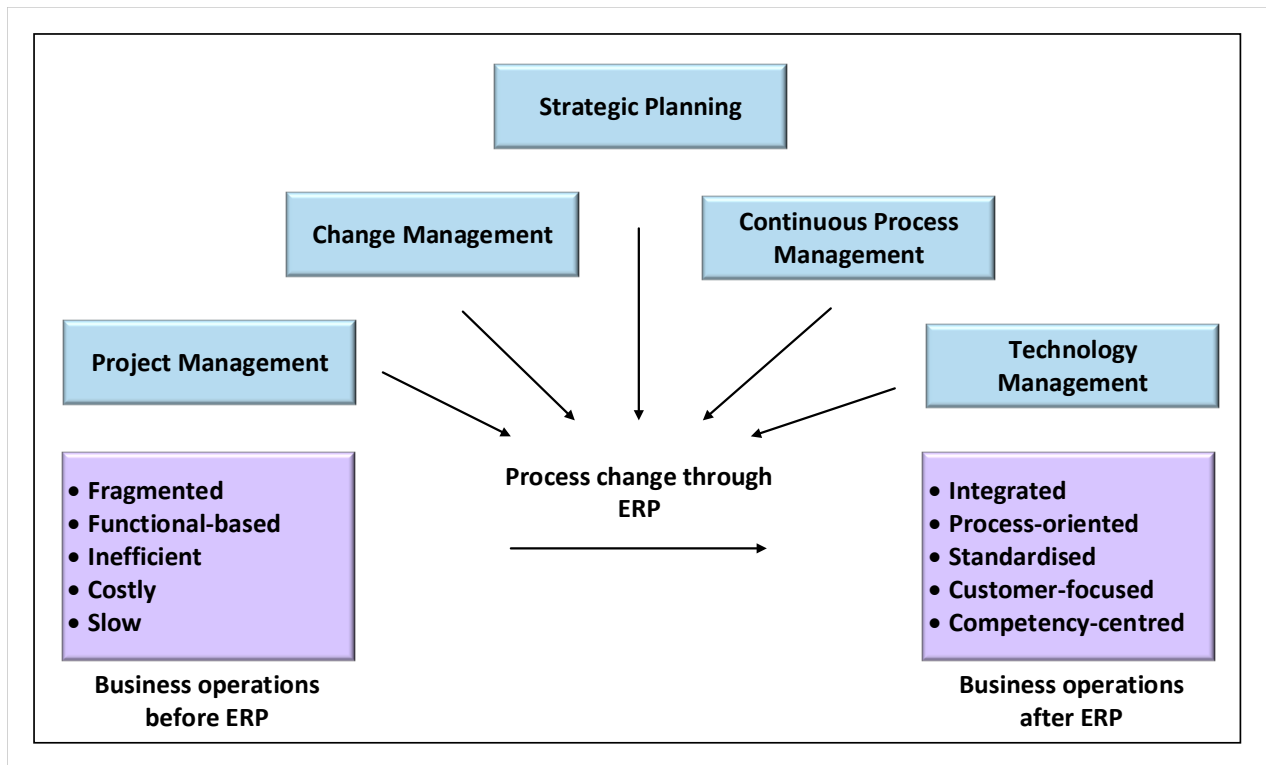 Strategic Planning
Change Management
Continuous Process
Management
Project Management
Technology
Management
Process change through
ERP
• Fragmented
• Functional-based
• Inefficient
• Costly
• Slow
Business operations
before ERP
• Integrated
• Process-oriented
• Standardised
• Customer-focused
• Competency-centred
Business operations
after ERP